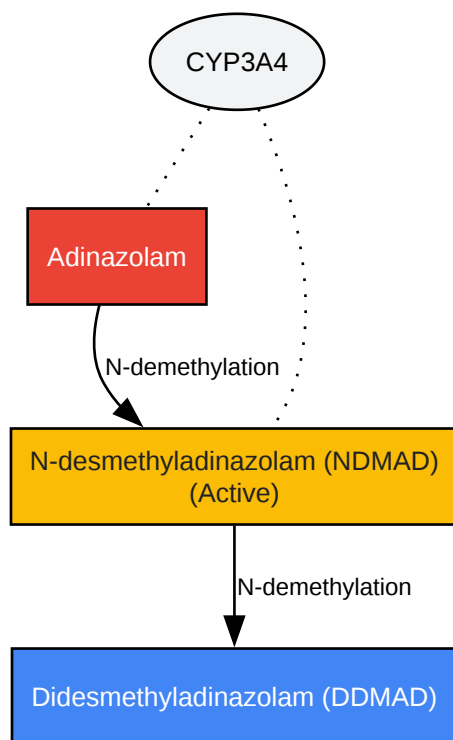 CYP3A4
Adinazolam
N-demethylation
N-desmethyladinazolam (NDMAD)
(Active)
N-demethylation
Didesmethyladinazolam (DDMAD)